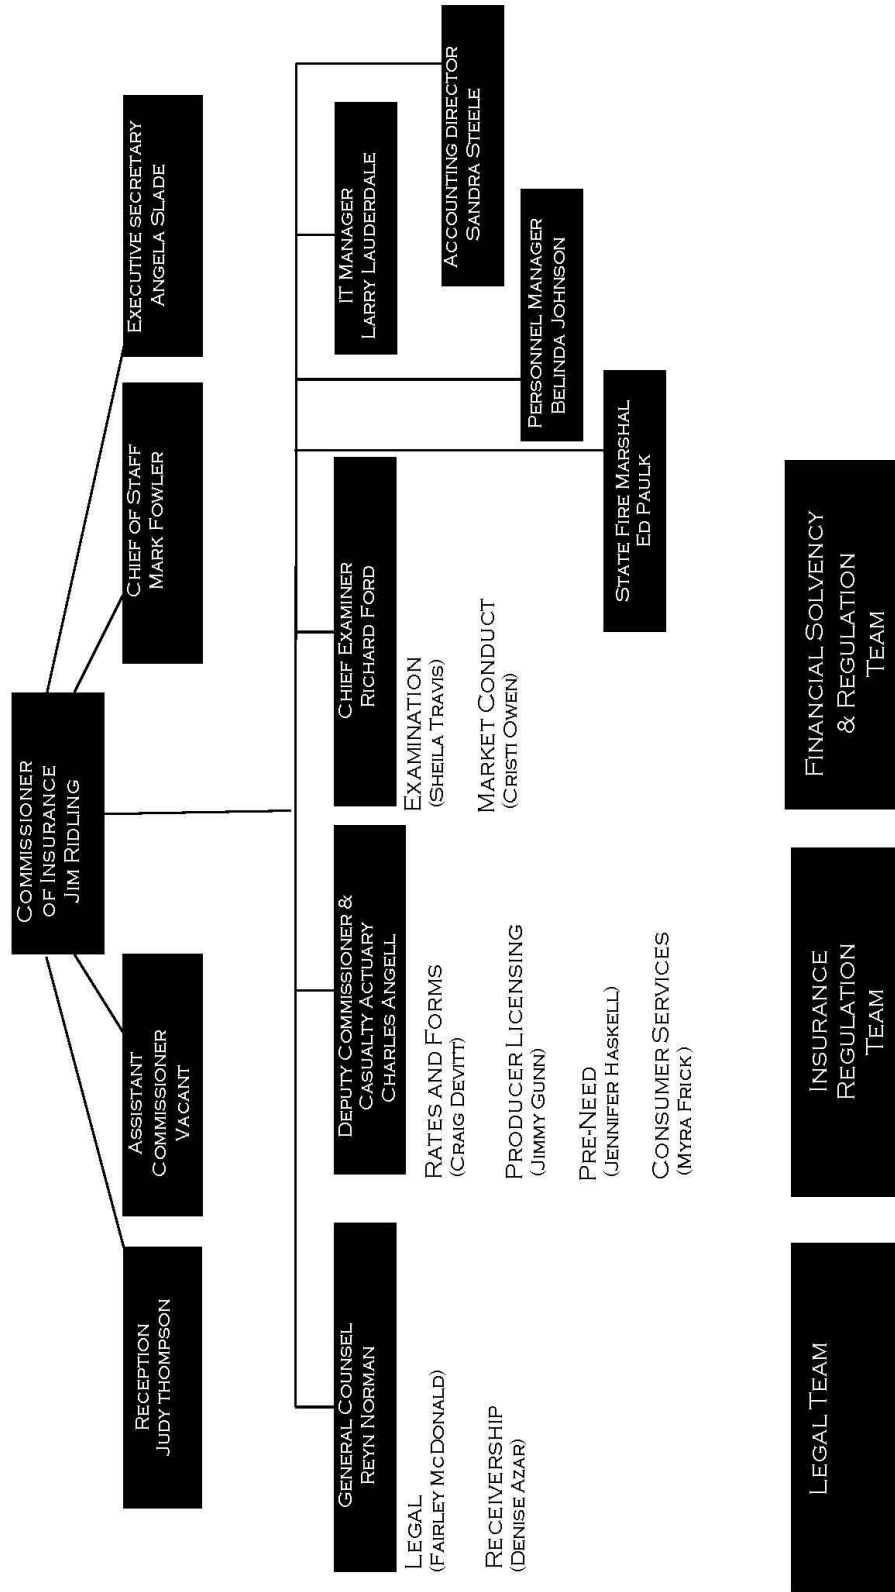 COMMISSIONER
OF INSURANCE
JIM RIDLING
RECEPTION
JUDY THOMPSON
ASSISTANT
COMMISSIONER
VACANT
CHIEF OF STAFF
MARK FOWLER
EXECUTIVE SECRETARY
ANGELA SLADE
GENERAL COUNSEL
REYN NORMAN
LEGAL
(FAIRLEY MCDONALD)
RECEIVERSHIP
(DENISE AZAR)
DEPUTY COMMISSIONER &
CASUALTY ACTUARY
CHARLES ANGELL
RATES AND FORMS
(CRAIG DEVITT)
PRODUCER LICENSING
(JIMMY GUNN)
PRE-NEED
(JENNIFER HASKELL)
CONSUMER SERVICES
(MYRA FRICK)
CHIEF EXAMINER
RICHARD FORD
EXAMINATION
(SHEILA TRAVIS)
MARKET CONDUCT
(CRISTI OWEN)
STATE FIRE MARSHAL
ED PAULK
PERSONNEL MANAGER
BELINDA JOHNSON
IT MANAGER
LARRY LAUDERDALE
ACCOUNTING DIRECTOR
SANDRA STEELE
LEGAL TEAM
INSURANCE
REGULATION
TEAM
FINANCIAL SOLVENCY
& REGULATION
TEAM